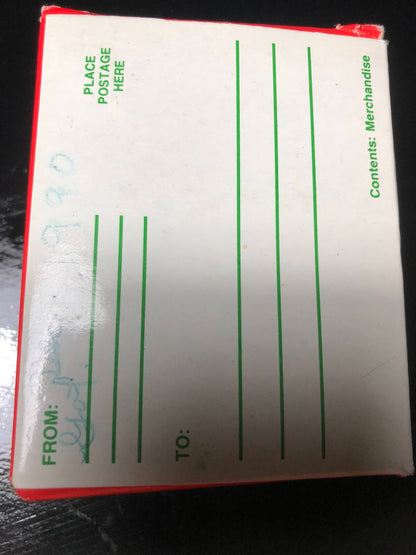 FROM:
PLACE
POSTAGE
HERE
TO:
Contents: Merchandise